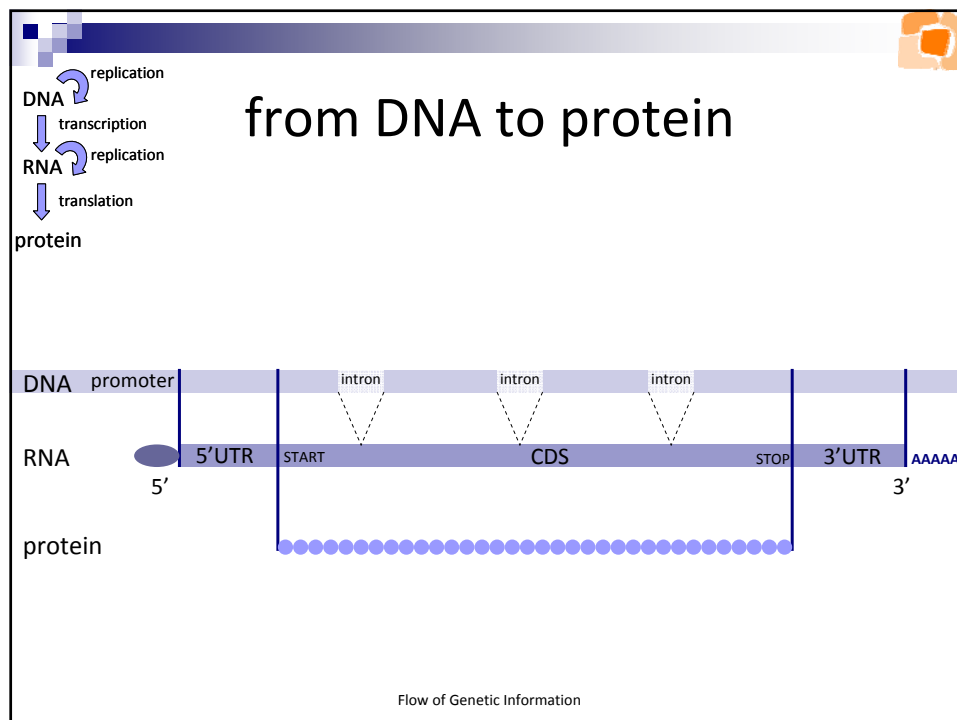 replication
DNA
transcription
from DNA to protein
replication
RNA
translation
protein
DNA promoter intron intron intron
RNA 5’UTR START CDS STOP 3’UTR AAAAA
5’ 3’
protein
Flow of Genetic Information